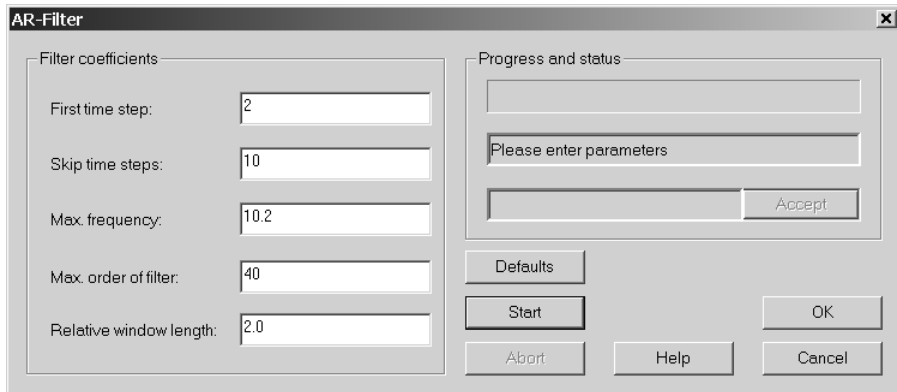 AR-Filter
Filter coefficients
First time step:
2
Skip time steps:
10
Max. frequency:
10.2
Max. order of filter:
40
Relative window length:
2.0
Progress and status
Please enter parameters
Accept
Defaults
Start
OK
Abort
Help
Cancel